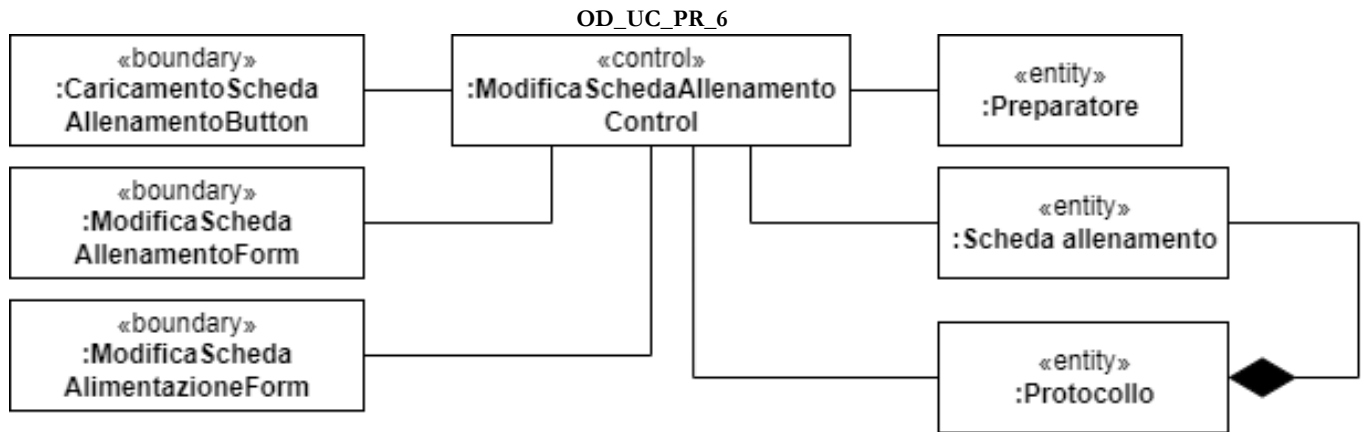 OD_UC_PR_6
«boundary»
:CaricamentoScheda
AllenamentoButton
«control»
:ModificaSchedaAllenamento
Control
«entity»
:Preparatore
«boundary»
:ModificaScheda
AllenamentoForm
«entity»
:Scheda allenamento
«boundary»
:ModificaScheda
AlimentazioneForm
«entity»
:Protocollo